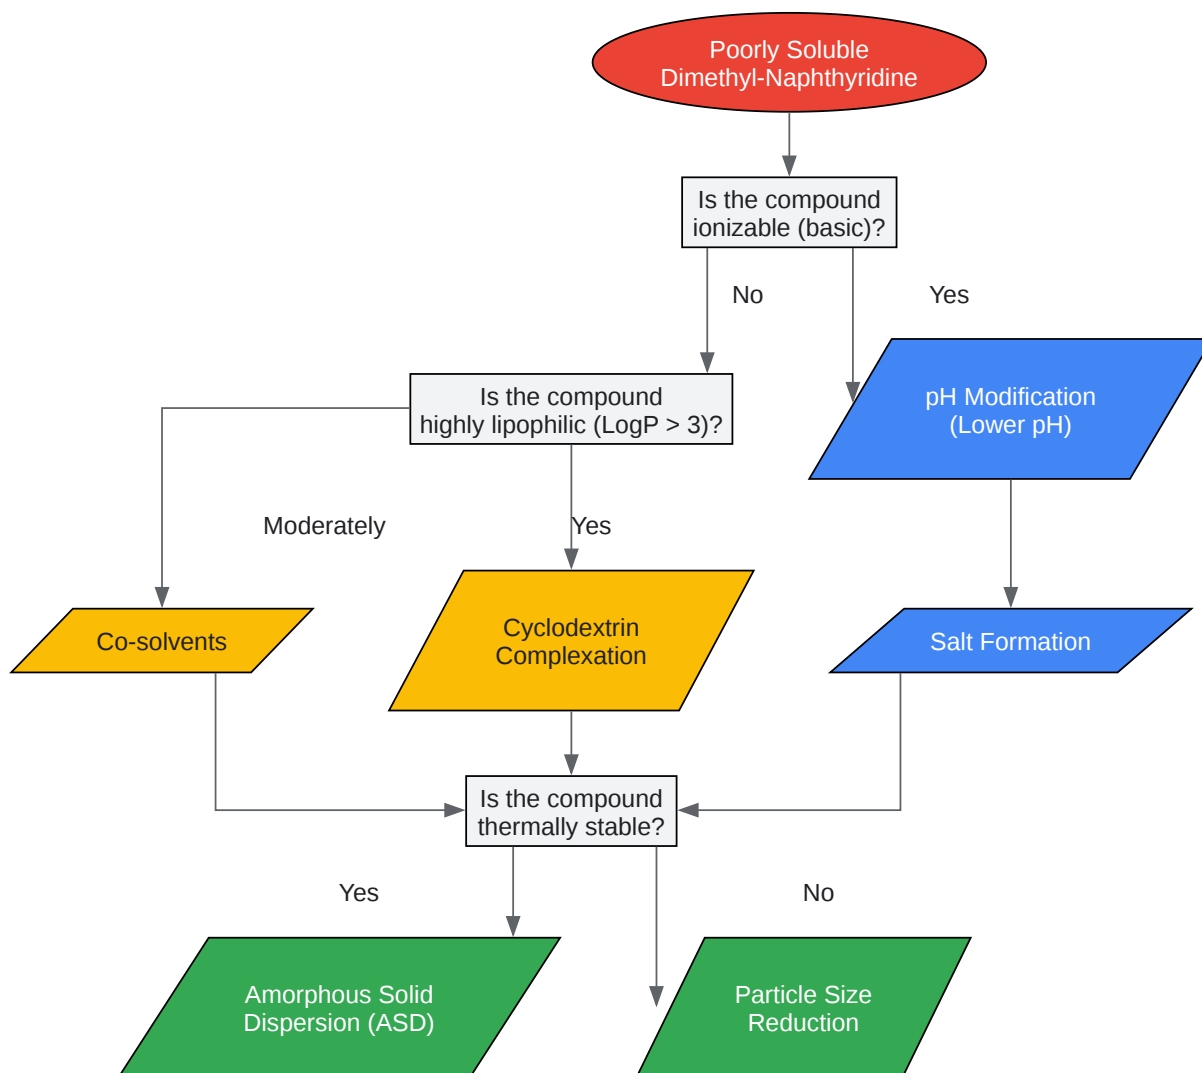 Poorly Soluble
Dimethyl-Naphthyridine
Is the compound
ionizable (basic)?
No
Yes
Is the compound
highly lipophilic (LogP > 3)?
pH Modification
(Lower pH)
Moderately
Yes
Co-solvents
Cyclodextrin
Complexation
Salt Formation
Is the compound
thermally stable?
Yes
No
Amorphous Solid
Dispersion (ASD)
Particle Size
Reduction